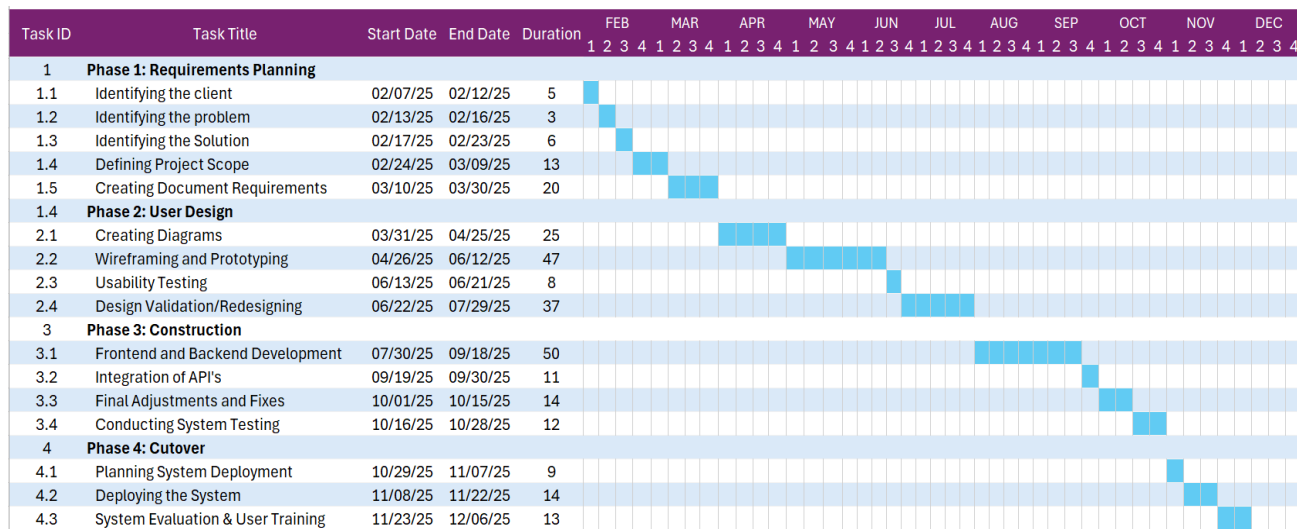 FEB MAR APR MAY JUN JUL AUG SEP OCT NOV DEC
Task ID Task Title Start Date End Date Duration
1 2 3 4 1 2 3 4 1 2 3 4 1 2 3 4 1 2 3 4 1 2 3 4 1 2 3 4 1 2 3 4 1 2 3 4 1 2 3 4 1 2 3 4
1 Phase 1: Requirements Planning
1.1 Identifying the client 02/07/25 02/12/25 5
1.2 Identifying the problem 02/13/25 02/16/25 3
1.3 Identifying the Solution 02/17/25 02/23/25 6
1.4 Defining Project Scope 02/24/25 03/09/25 13
1.5 Creating Document Requirements 03/10/25 03/30/25 20
1.4 Phase 2: User Design
2.1 Creating Diagrams 03/31/25 04/25/25 25
2.2 Wireframing and Prototyping 04/26/25 06/12/25 47
2.3 Usability Testing 06/13/25 06/21/25 8
2.4 Design Validation/Redesigning 06/22/25 07/29/25 37
3 Phase 3: Construction
3.1 Frontend and Backend Development 07/30/25 09/18/25 50
3.2 Integration of API's 09/19/25 09/30/25 11
3.3 Final Adjustments and Fixes 10/01/25 10/15/25 14
3.4 Conducting System Testing 10/16/25 10/28/25 12
4 Phase 4: Cutover
4.1 Planning System Deployment 10/29/25 11/07/25 9
4.2 Deploying the System 11/08/25 11/22/25 14
4.3 System Evaluation & User Training 11/23/25 12/06/25 13